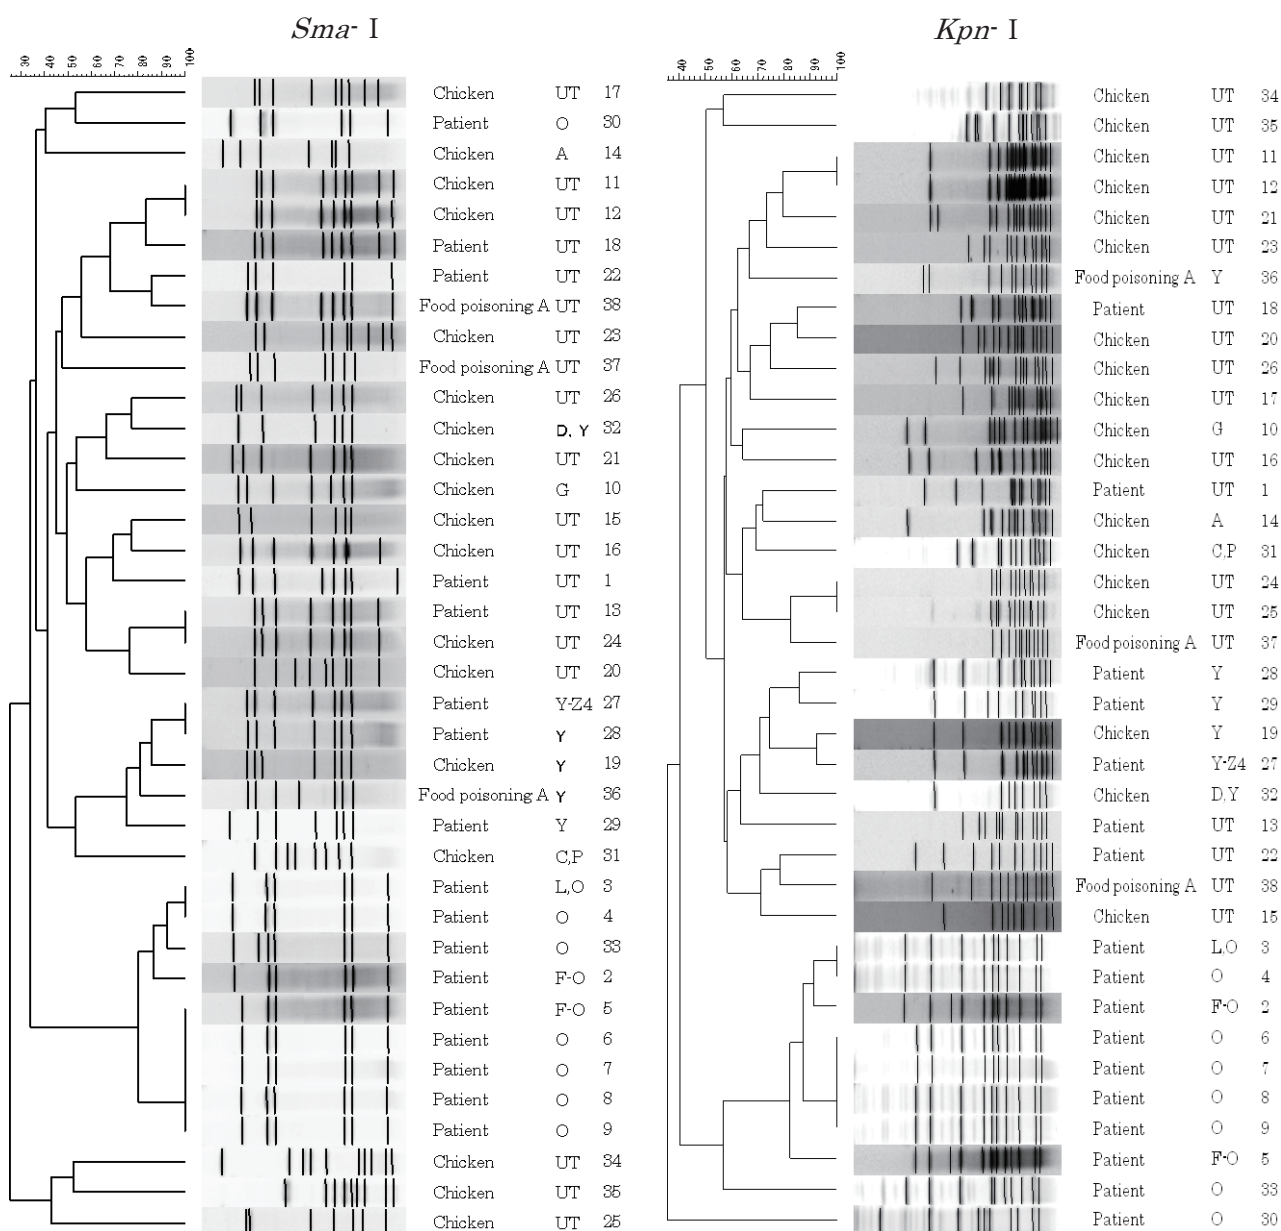 Sma- I
Kpn- I
30 40 50 60 70 80 90 100
40 50 60 70 80 90 100
Chicken UT 17
Patient O 30
Chicken A 14
Chicken UT 11
Chicken UT 12
Patient UT 18
Patient UT 22
Food poisoning A UT 38
Chicken UT 23
Food poisoning A UT 37
Chicken UT 26
Chicken D, Y 32
Chicken UT 21
Chicken G 10
Chicken UT 15
Chicken UT 16
Patient UT 1
Patient UT 13
Chicken UT 24
Chicken UT 20
Patient Y-Z4 27
Patient Y 28
Chicken Y 19
Food poisoning A Y 36
Patient Y 29
Chicken C,P 31
Patient L,O 3
Patient O 4
Patient O 33
Patient F-O 2
Patient F-O 5
Patient O 6
Patient O 7
Patient O 8
Patient O 9
Chicken UT 34
Chicken UT 35
Chicken UT 25
Chicken UT 34
Chicken UT 35
Chicken UT 11
Chicken UT 12
Chicken UT 21
Chicken UT 23
Food poisoning A Y 36
Patient UT 18
Chicken UT 20
Chicken UT 26
Chicken UT 17
Chicken G 10
Chicken UT 16
Patient UT 1
Chicken A 14
Chicken C,P 31
Chicken UT 24
Chicken UT 25
Food poisoning A UT 37
Patient Y 28
Patient Y 29
Chicken Y 19
Patient Y-Z4 27
Chicken D,Y 32
Patient UT 13
Patient UT 22
Food poisoning A UT 38
Chicken UT 15
Patient L,O 3
Patient O 4
Patient F-O 2
Patient O 6
Patient O 7
Patient O 8
Patient O 9
Patient F-O 5
Patient O 33
Patient O 30